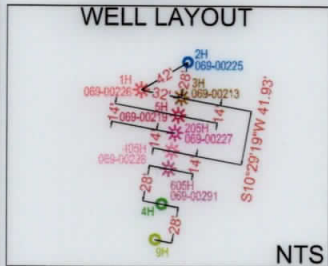 WELL LAYOUT
2H
069-00225
1H
069-00226
42'
28'
32'
3H
069-00213
5H
069-00219
14'
14'
205H
069-00227
14'
14'
405H
069-00228
14'
14'
S10°29'19"W 41.93'
605H
069-00291
28'
28'
4H
28'
9H
NTS